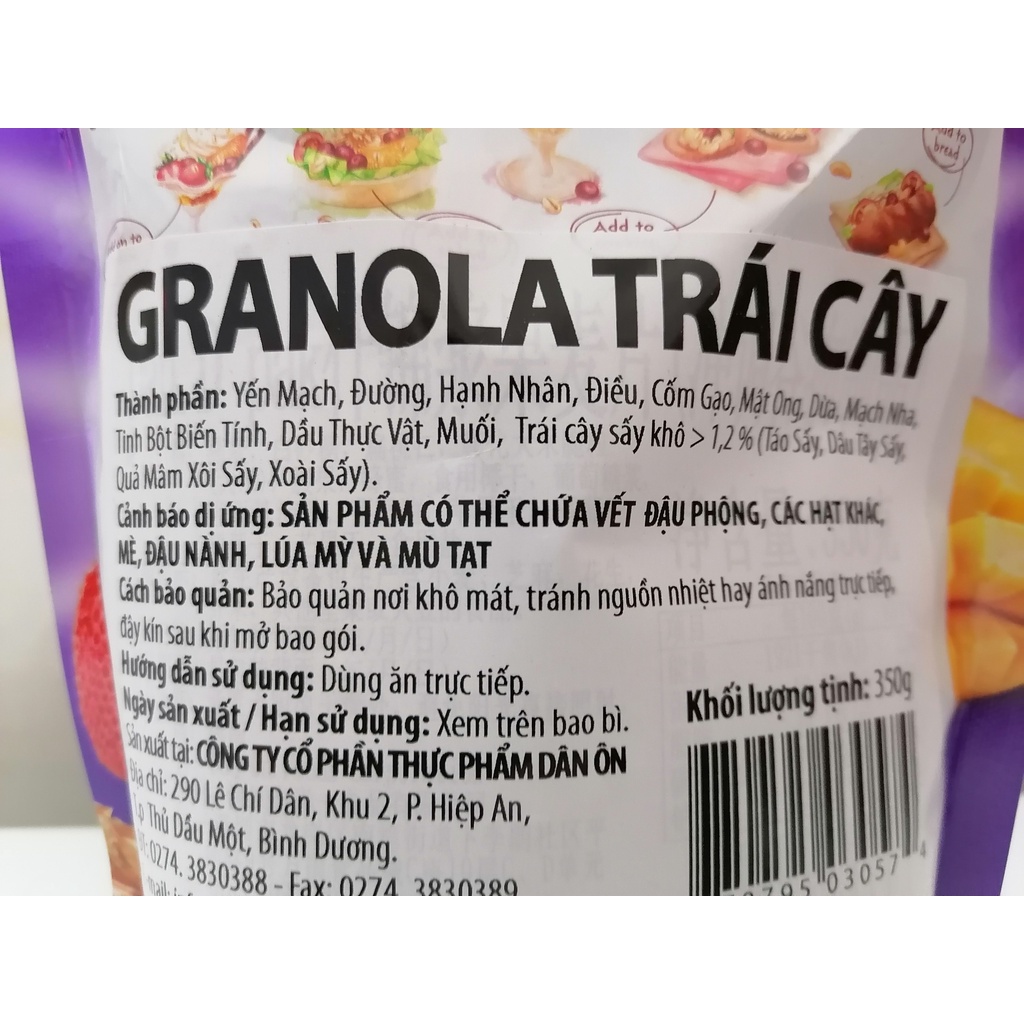 Add to
bread
Add to
GRANOLA TRÁI CÂY
Thành phần: Yến Mạch, Đường, Hạnh Nhân, Điều, Cốm Gạo, Mật Ong, Dừa, Mạch Nha,
Tinh Bột Biến Tính, Dầu Thực Vật, Muối, Trái cây sấy khô > 1,2 % (Táo Sấy, Dâu Tây Sấy,
Quả Mâm Xôi Sấy, Xoài Sấy).
Cảnh báo dị ứng: SẢN PHẨM CÓ THỂ CHỨA VẾT ĐẬU PHỘNG, CÁC HẠT KHÁC,
MÈ, ĐẬU NÀNH, LÚA MỲ VÀ MÙ TẠT
Cách bảo quản: Bảo quản nơi khô mát, tránh nguồn nhiệt hay ánh nắng trực tiếp,
đậy kín sau khi mở bao gói.
Hướng dẫn sử dụng: Dùng ăn trực tiếp.
Ngày sản xuất / Hạn sử dụng: Xem trên bao bì.
Khối lượng tịnh: 350g
Sản xuất tại: CÔNG TY CỔ PHẦN THỰC PHẨM DÂN ÔN
Địa chỉ: 290 Lê Chí Dân, Khu 2, P. Hiệp An,
Tp Thủ Dầu Một, Bình Dương.
0274. 3830388 - Fax: 0274. 3830389
795 03057 4